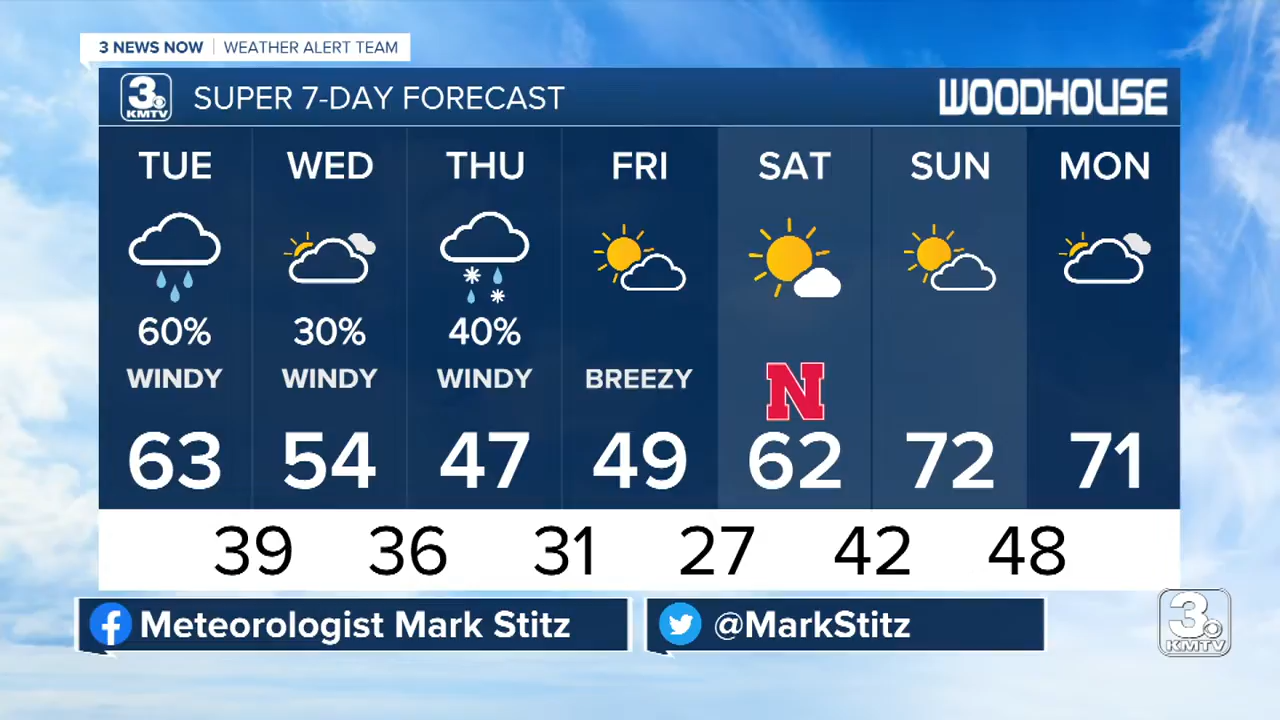 3 NEWS NOW | WEATHER ALERT TEAM
3 KMTV SUPER 7-DAY FORECAST WOODHOUSE
TUE WED THU FRI SAT SUN MON
60% 30% 40%
WINDY WINDY WINDY BREEZY N
63 54 47 49 62 72 71
39 36 31 27 42 48
Meteorologist Mark Stitz @MarkStitz
3 KMTV